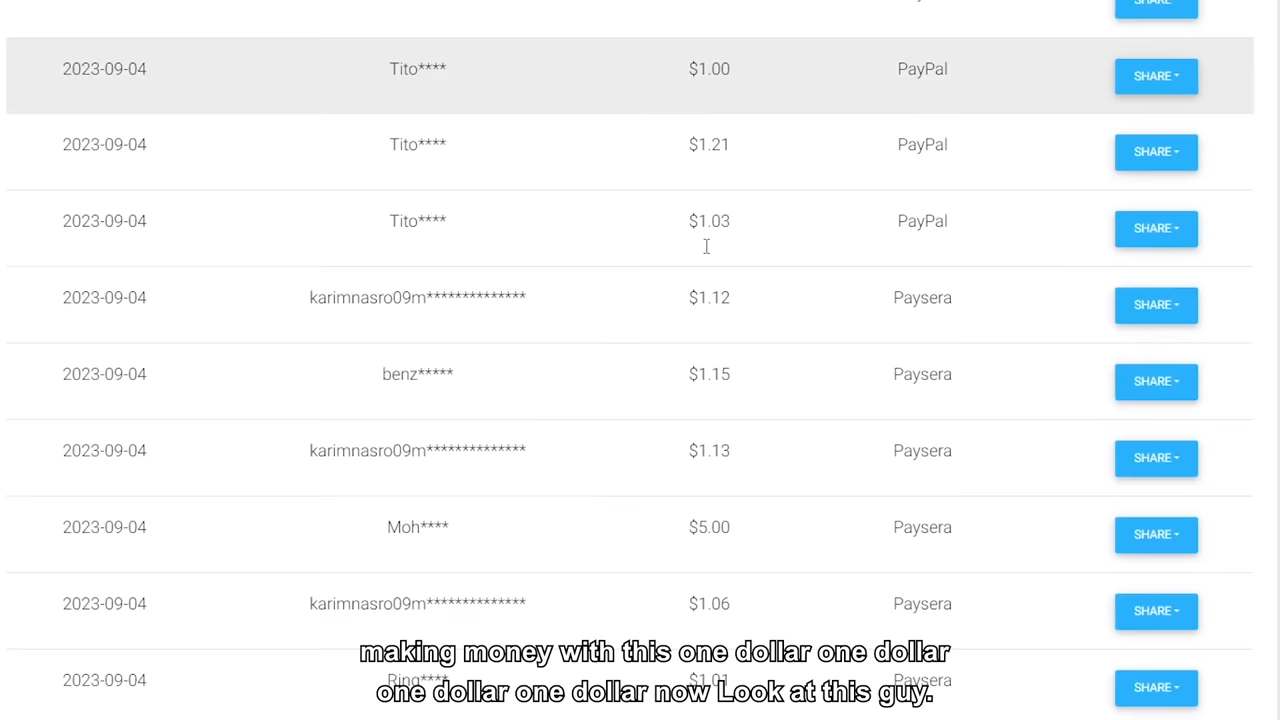 SHARE
2023-09-04 Tito**** $1.00 PayPal SHARE
2023-09-04 Tito**** $1.21 PayPal SHARE
2023-09-04 Tito**** $1.03 PayPal SHARE
2023-09-04 karimnasro09m************** $1.12 Paysera SHARE
2023-09-04 benz***** $1.15 Paysera SHARE
2023-09-04 karimnasro09m************** $1.13 Paysera SHARE
2023-09-04 Moh**** $5.00 Paysera SHARE
2023-09-04 karimnasro09m************** $1.06 Paysera SHARE
making money with this one dollar one dollar
2023-09-04 $1.01 Paysera SHARE
one dollar one dollar now Look at this guy.